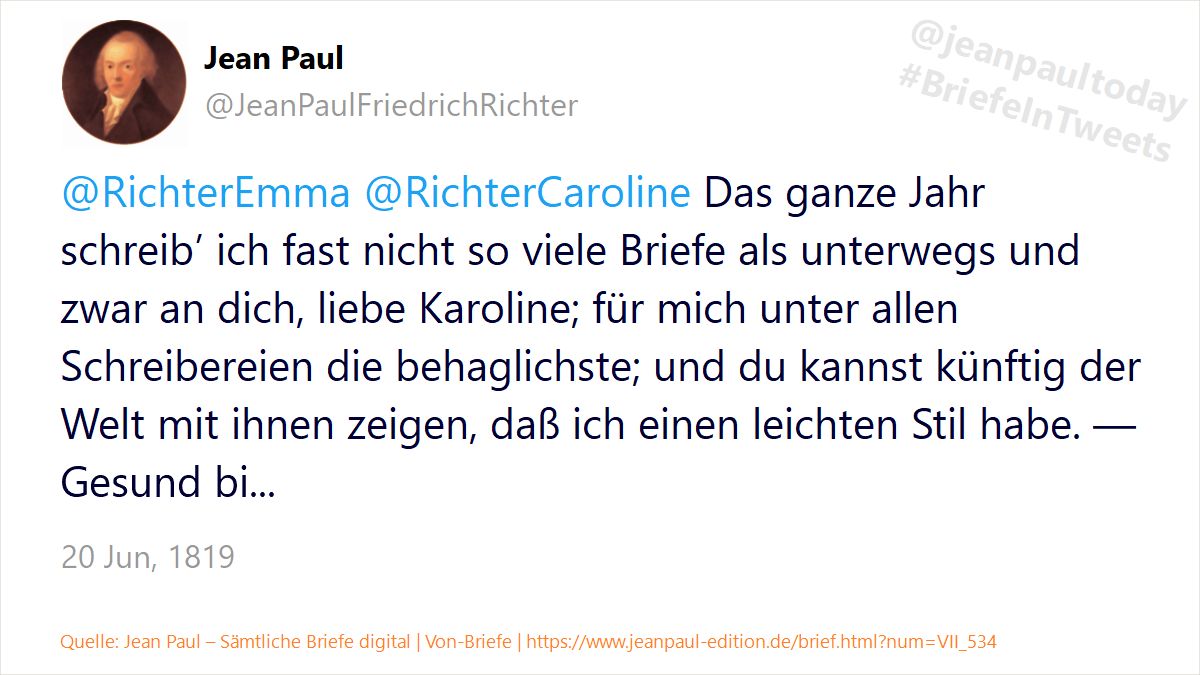 Jean Paul
@JeanPaulFriedrichRichter
@jeanpaultoday
#BriefeInTweets
@RichterEmma @RichterCaroline Das ganze Jahr
schreib’ ich fast nicht so viele Briefe als unterwegs und
zwar an dich, liebe Karoline; für mich unter allen
Schreibereien die behaglichste; und du kannst künftig der
Welt mit ihnen zeigen, daß ich einen leichten Stil habe. —
Gesund bi...
20 Jun, 1819
Quelle: Jean Paul – Sämtliche Briefe digital | Von-Briefe | https://www.jeanpaul-edition.de/brief.html?num=VII_534